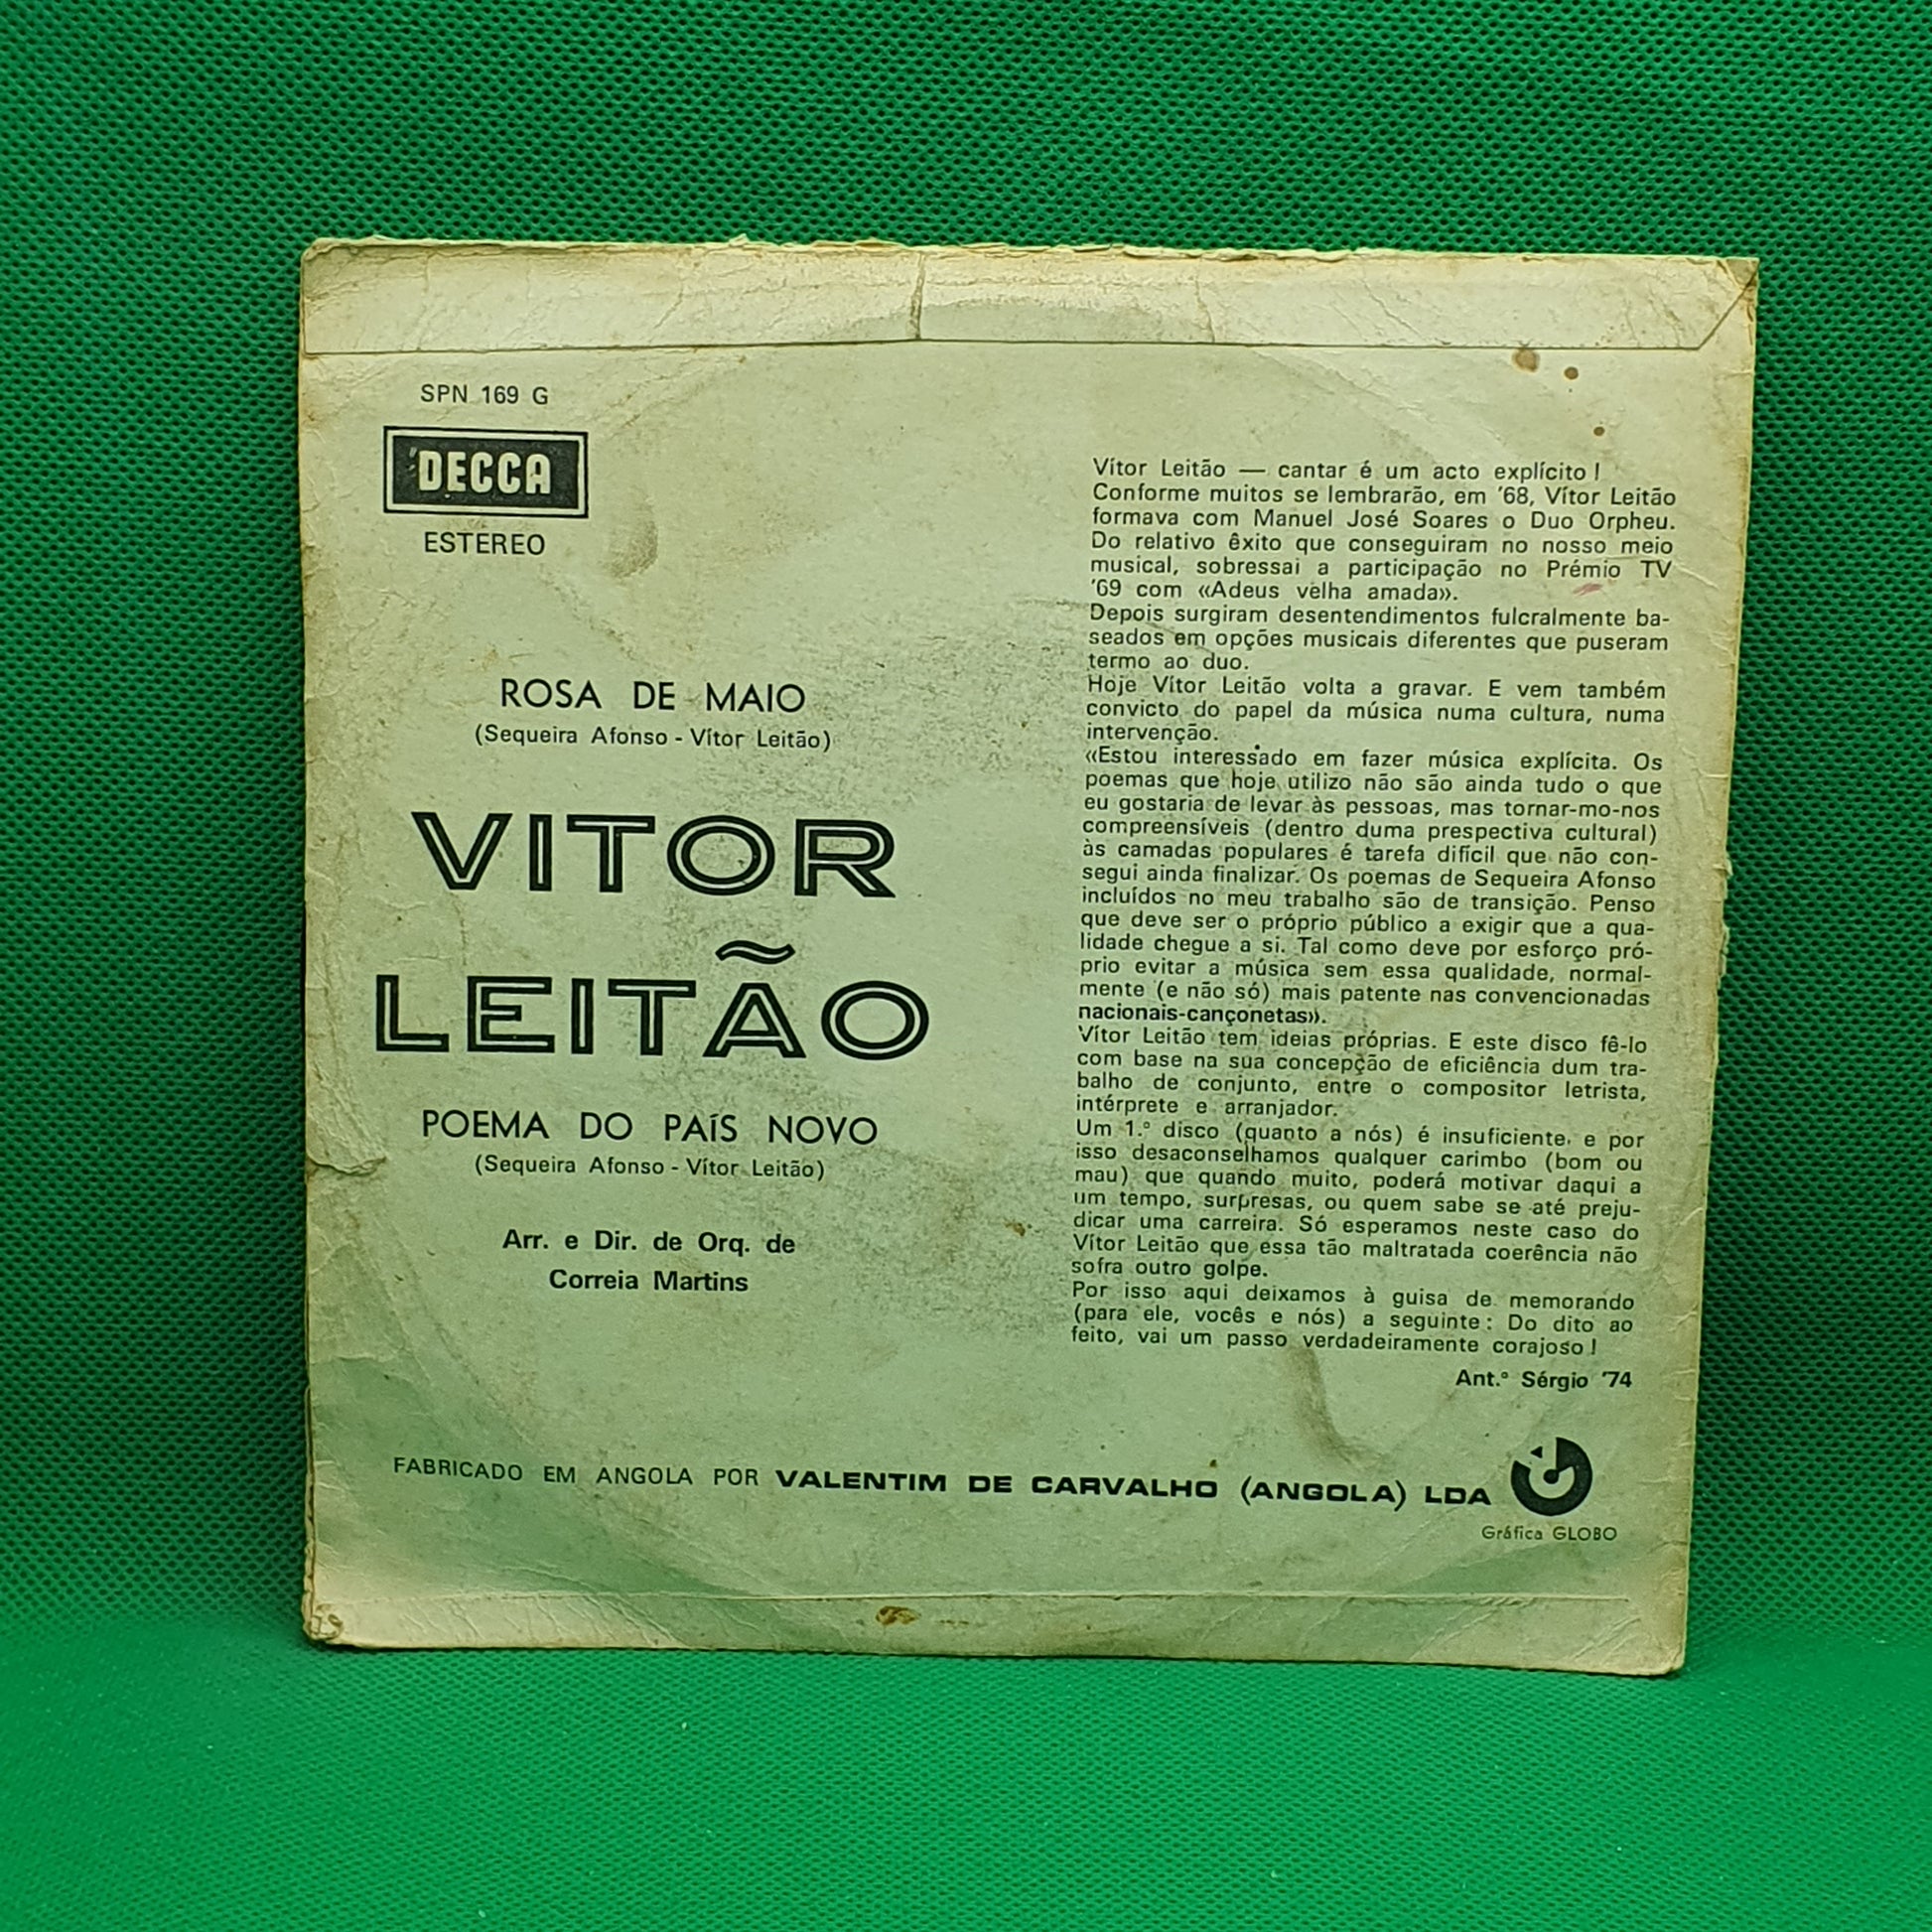 SPN 169 G
DECCA
ESTEREO
ROSA DE MAIO
(Sequeira Afonso - Vítor Leitão)
VITOR
LEITÃO
POEMA DO PAÍS NOVO
(Sequeira Afonso - Vítor Leitão)
Arr. e Dir. de Orq. de
Correia Martins
Vítor Leitão — cantar é um acto explícito!
Conforme muitos se lembrarão, em '68, Vítor Leitão
formava com Manuel José Soares o Duo Orpheu.
Do relativo êxito que conseguiram no nosso meio
musical, sobressai a participação no Prémio TV
'69 com «Adeus velha amada».
Depois surgiram desentendimentos fulcralmente ba-
seados em opções musicais diferentes que puseram
termo ao duo.
Hoje Vítor Leitão volta a gravar. E vem também
convicto do papel da música numa cultura, numa
intervenção.
«Estou interessado em fazer música explícita. Os
poemas que hoje utilizo não são ainda tudo o que
eu gostaria de levar às pessoas, mas tornar-mo-nos
compreensíveis (dentro duma prespectiva cultural)
às camadas populares é tarefa difícil que não con-
segui ainda finalizar. Os poemas de Sequeira Afonso
incluídos no meu trabalho são de transição. Penso
que deve ser o próprio público a exigir que a qua-
lidade chegue a si. Tal como deve por esforço pró-
prio evitar a música sem essa qualidade, normal-
mente (e não só) mais patente nas convencionadas
nacionais-cançonetas».
Vítor Leitão tem ideias próprias. E este disco fê-lo
com base na sua concepção de eficiência dum tra-
balho de conjunto, entre o compositor letrista,
intérprete e arranjador.
Um 1.º disco (quanto a nós) é insuficiente, e por
isso desaconselhamos qualquer carimbo (bom ou
mau) que quando muito, poderá motivar daqui a
um tempo, surpresas, ou quem sabe se até preju-
dicar uma carreira. Só esperamos neste caso do
Vítor Leitão que essa tão maltratada coerência não
sofra outro golpe.
Por isso aqui deixamos à guisa de memorando
(para ele, vocês e nós) a seguinte: Do dito ao
feito, vai um passo verdadeiramente corajoso!
Ant.º Sérgio '74
FABRICADO EM ANGOLA POR VALENTIM DE CARVALHO (ANGOLA) LDA
Gráfica GLOBO